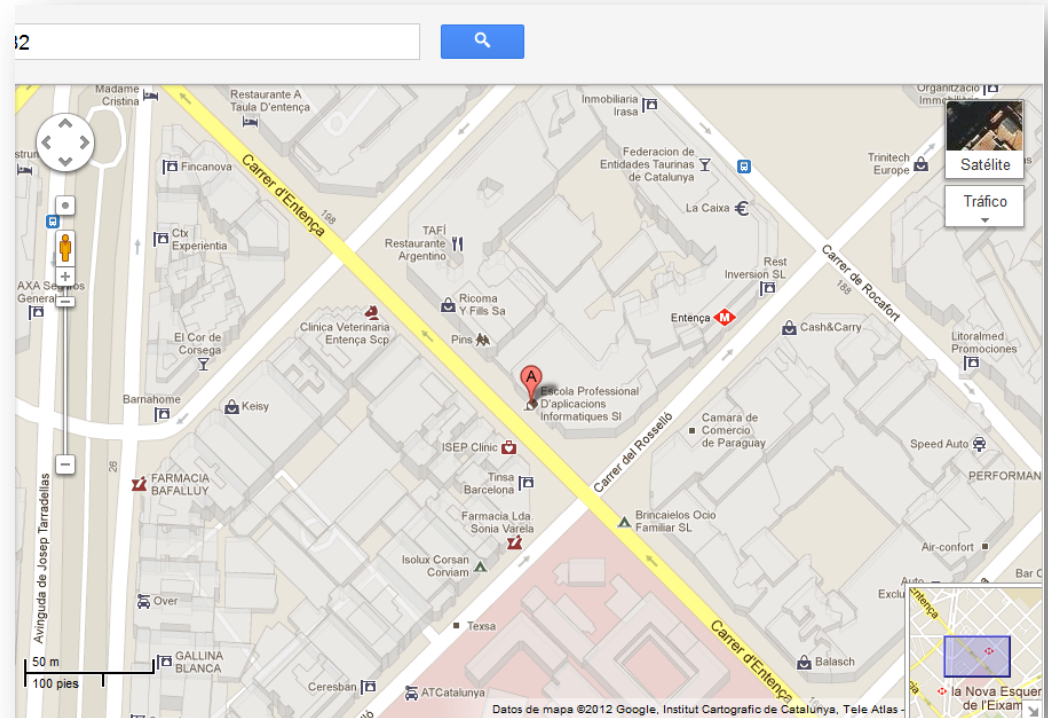 32
Madame
Cristina
Restaurante A
Taula D'entença
Inmobiliaria
Irasa
Organització
Immobiliària
Satélite
Tráfico
Fincanova
Carrer d'Entença
198
Federacion de
Entidades Taurinas
de Catalunya
Trinitech
Europe
La Caixa
Ctx
Experientia
TAFÍ
Restaurante
Argentino
Carrer de Rocafort
188
Rest
Inversion SL
AXA Seguros
Generales
Ricoma
Y Fills Sa
Entença
M
Clinica Veterinaria
Entença Scp
Pins
Cash&Carry
El Cor de
Corsega
Litoralmed
Promociones
A
Escola Professional
D'aplicacions
Informatiques Sl
Barnahome
Keisy
Carrer del Rosselló
Camara de
Comercio
de Paraguay
ISEP Clinic
Speed Auto
26
FARMACIA
BAFALLUY
Tinsa
Barcelona
PERFORMAN
Avinguda de Josep Tarradellas
Farmacia Lda.
Sonia Varela
Brincaielos Ocio
Familiar SL
Isolux Corsan
Corviam
Air-confort
Bar
Auto
Over
Texsa
Carrer d'Entença
Entença
GALLINA
BLANCA
Balasch
50 m
100 pies
Ceresban
ATCatalunya
la Nova Esquer
de l'Eixam
Datos de mapa ©2012 Google, Institut Cartografic de Catalunya, Tele Atlas -